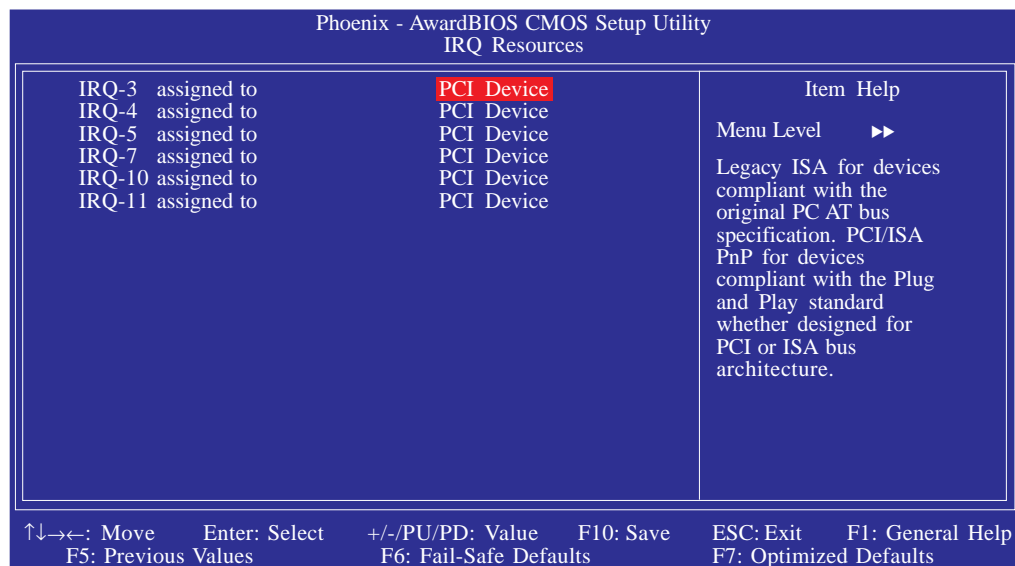 Phoenix - AwardBIOS CMOS Setup Utility
IRQ Resources
IRQ-3 assigned to PCI Device
IRQ-4 assigned to PCI Device
IRQ-5 assigned to PCI Device
IRQ-7 assigned to PCI Device
IRQ-10 assigned to PCI Device
IRQ-11 assigned to PCI Device
Item Help
Menu Level ▶▶
Legacy ISA for devices
compliant with the
original PC AT bus
specification. PCI/ISA
PnP for devices
compliant with the Plug
and Play standard
whether designed for
PCI or ISA bus
architecture.
↑↓→←: Move Enter: Select +/-/PU/PD: Value F10: Save ESC: Exit F1: General Help
F5: Previous Values F6: Fail-Safe Defaults F7: Optimized Defaults